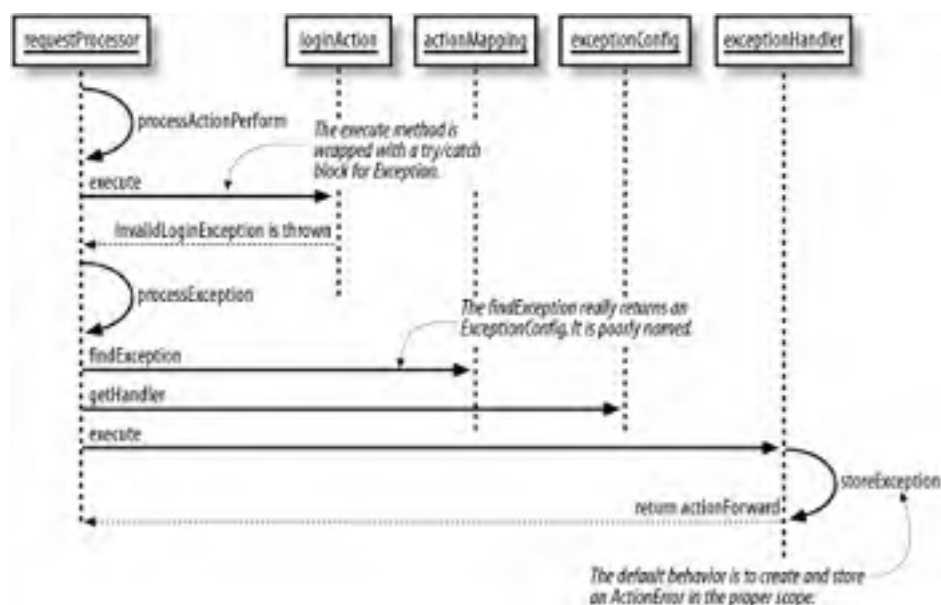 requestProcessor loginAction actionMapping exceptionConfig exceptionHandler
processActionPerform
The execute method is
wrapped with a try/catch
block for Exception.
execute
InvalidLoginException is thrown
processException
The findException really returns an
ExceptionConfig. It is poorly named.
findException
getHandler
execute
storeException
return actionForward
The default behavior is to create and store
an ActionError in the proper scope.